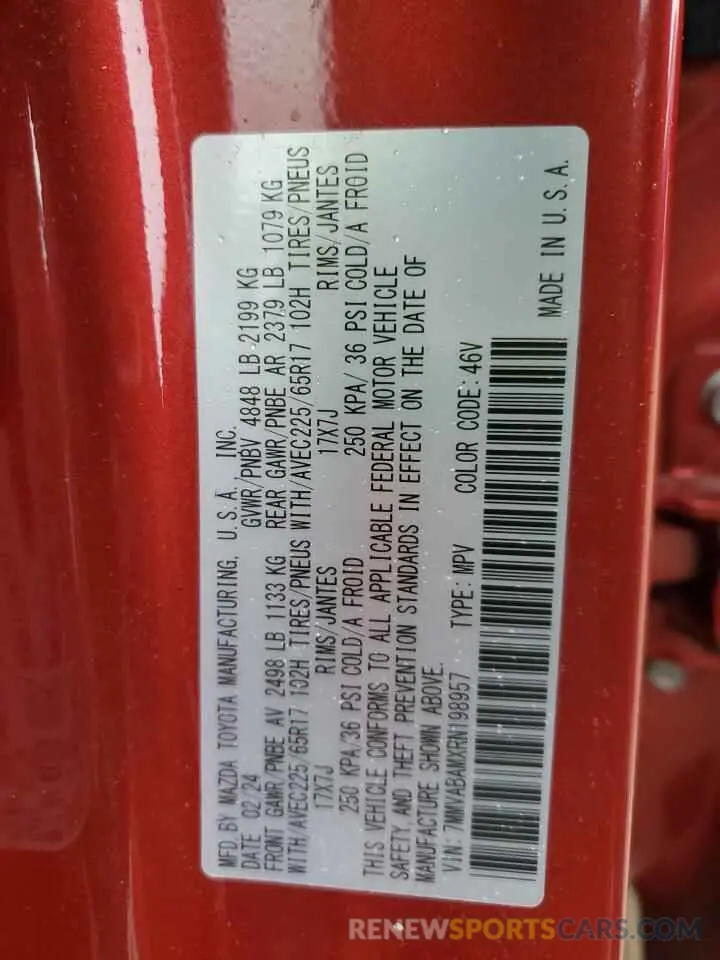 MFD.BY MAZDA TOYOTA MANUFACTURING, U.S.A, INC.
DATE 02/24 GVWR/PNBV 4848 LB 2199 KG
FRONT GAWR/PNBE AV 2498 LB 1133 KG REAR GAWR/PNBE AR 2379 LB 1079 KG
WITH/AVEC225/65R17 102H TIRES/PNEUS WITH/AVEC225/65R17 102H TIRES/PNEUS
17X7J RIMS/JANTES 17X7J RIMS/JANTES
250 KPA/36 PSI COLD/A FROID 250 KPA/ 36 PSI COLD/A FROID
THIS VEHICLE CONFORMS TO ALL APPLICABLE FEDERAL MOTOR VEHICLE
SAFETY, AND THEFT PREVENTION STANDARDS IN EFFECT ON THE DATE OF
MANUFACTURE SHOWN ABOVE.
VIN: 7MMVABAMXRN198957 TYPE: MPV COLOR CODE: 46V
MADE IN U.S.A.
RENEWSPORTSCARS.COM